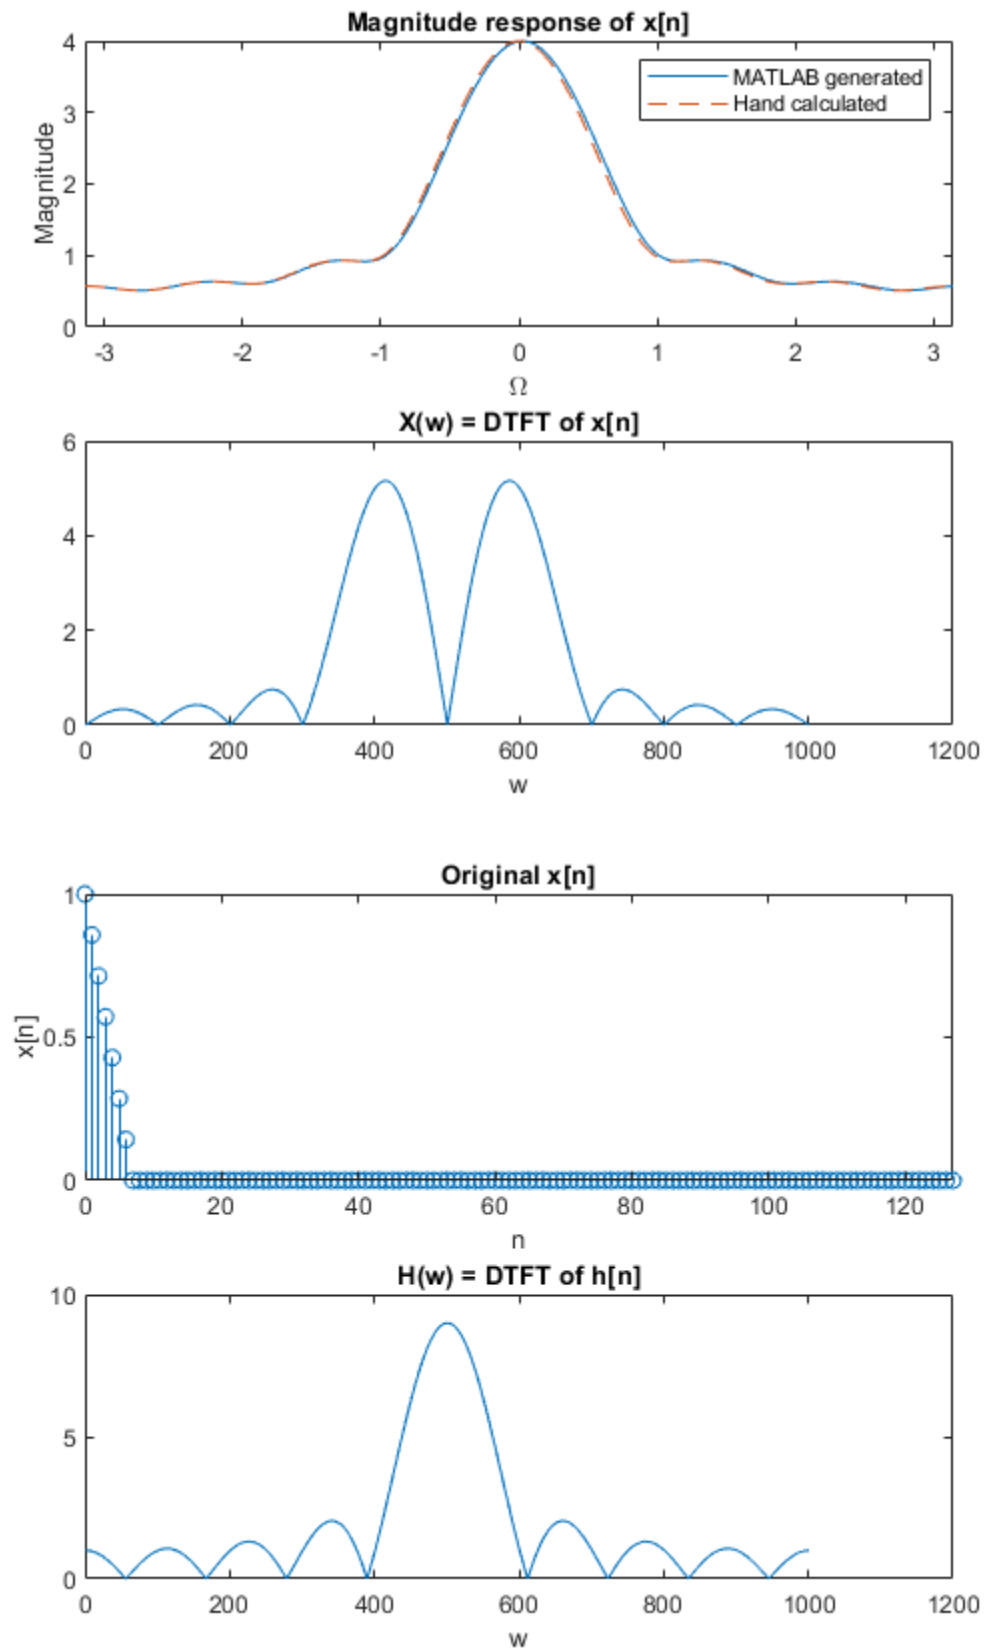 Magnitude response of x[n]
4
3
2
1
0
Magnitude
MATLAB generated
Hand calculated
-3 -2 -1 0 1 2 3
Ω
X(w) = DTFT of x[n]
6
4
2
0
0 200 400 600 800 1000 1200
w
Original x[n]
1
0.5
0
x[n]
0 20 40 60 80 100 120
n
H(w) = DTFT of h[n]
10
5
0
0 200 400 600 800 1000 1200
w